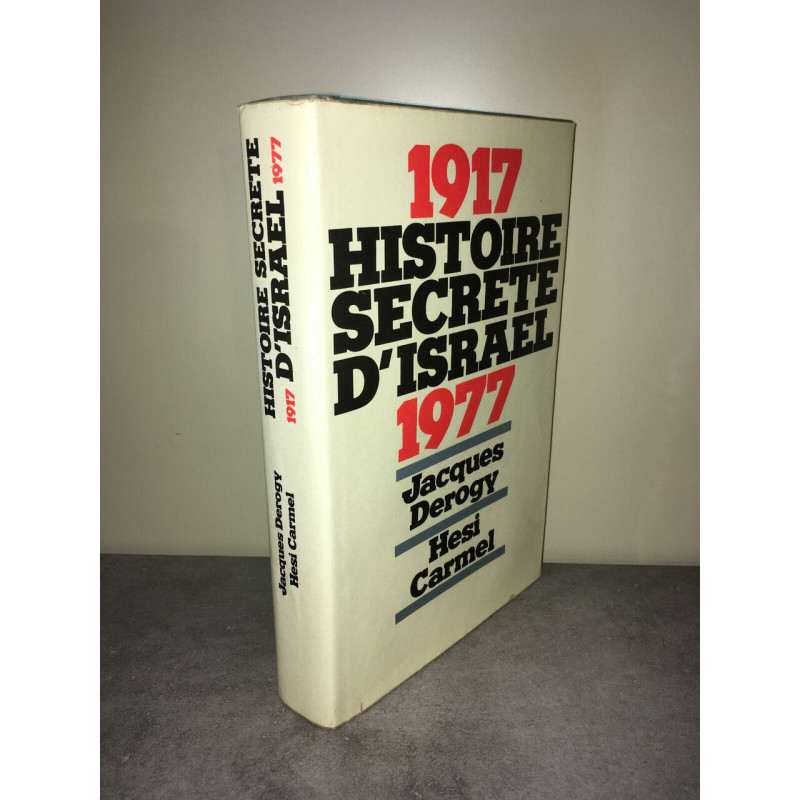 1917
HISTOIRE
SECRETE
D'ISRAEL
1977
Jacques
Derogy
Hesi
Carmel
HISTOIRE SECRETE
1917 D'ISRAEL 1977
Jacques Derogy
Hesi Carmel